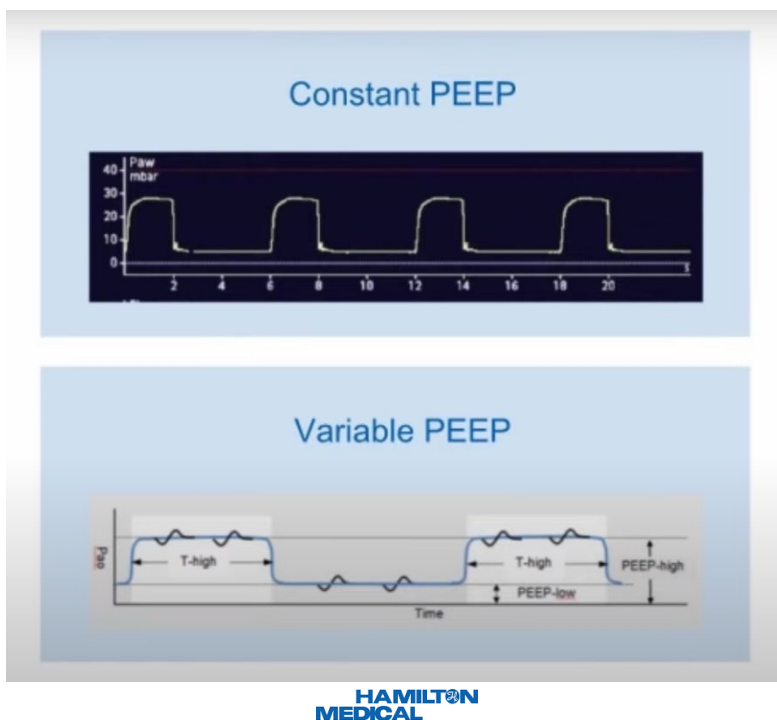 Constant PEEP
Paw
mbar
40
30
20
10
0
s
2 4 6 8 10 12 14 16 18 20
Variable PEEP
Pao
T-high T-high PEEP-high
PEEP-low
Time
HAMILTON
MEDICAL